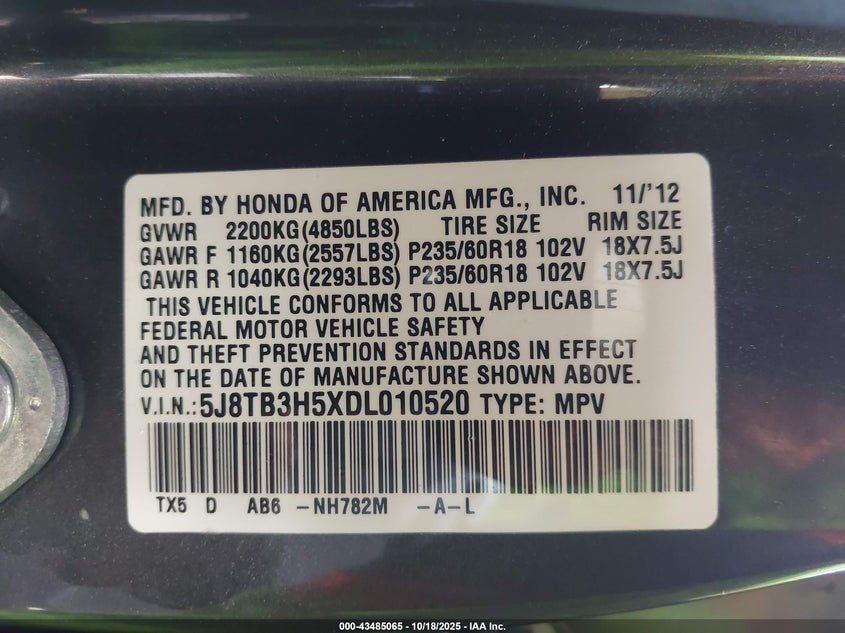 MFD. BY HONDA OF AMERICA MFG., INC. 11/'12
GVWR 2200KG(4850LBS) TIRE SIZE RIM SIZE
GAWR F 1160KG(2557LBS) P235/60R18 102V 18X7.5J
GAWR R 1040KG(2293LBS) P235/60R18 102V 18X7.5J
THIS VEHICLE CONFORMS TO ALL APPLICABLE
FEDERAL MOTOR VEHICLE SAFETY
AND THEFT PREVENTION STANDARDS IN EFFECT
ON THE DATE OF MANUFACTURE SHOWN ABOVE.
V.I.N.:5J8TB3H5XDL010520 TYPE: MPV
TX5 D AB6 -NH782M -A-L
000-43485065 - 10/18/2025 - IAA Inc.